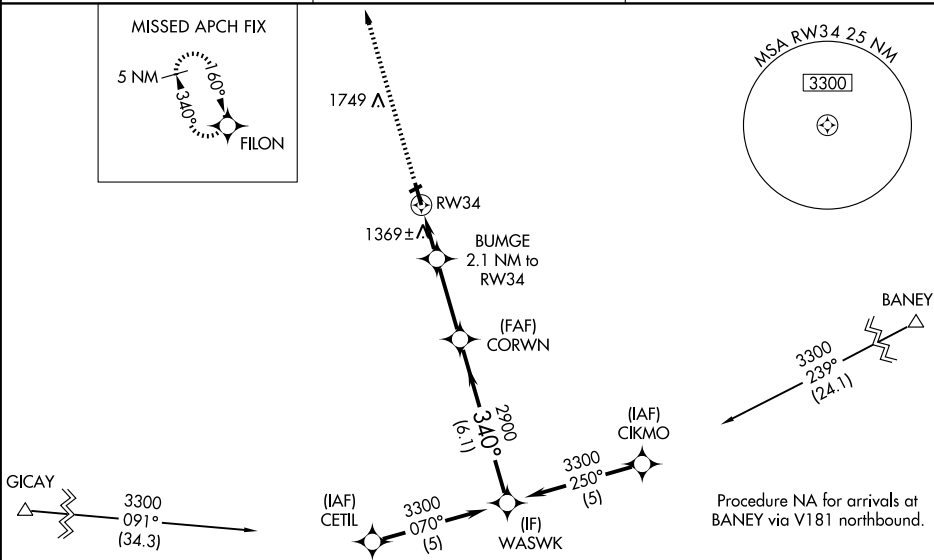 MISSED APCH FIX
5 NM
160°
340°
FILON
1749
MSA RW34 25 NM
3300
RW34
1369±
BUMGE
2.1 NM to
RW34
(FAF)
CORWN
BANEY
3300
239°
(24.1)
2900
340°
(6.1)
(IAF)
CIKMO
3300
250°
(5)
GICAY
3300
091°
(34.3)
(IAF)
CETIL
3300
070°
(5)
(IF)
WASWK
Procedure NA for arrivals at
BANEY via V181 northbound.